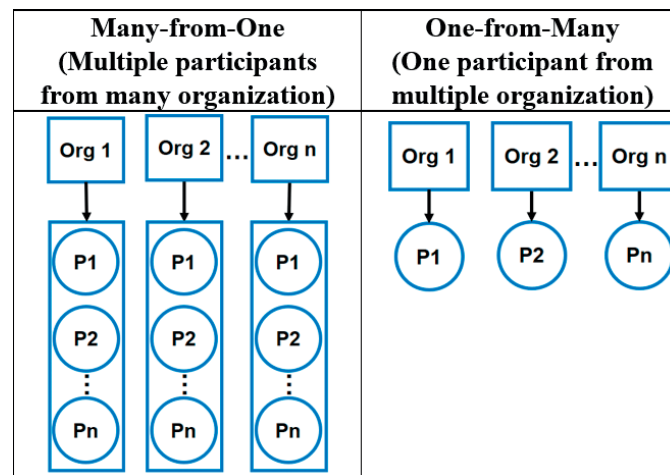 Many-from-One
(Multiple participants
from many organization)
One-from-Many
(One participant from
multiple organization)
Org 1
Org 2
...
Org n
P1
P1
P1
P2
P2
P2
Pn
Pn
Pn
Org 1
Org 2
...
Org n
P1
P2
Pn